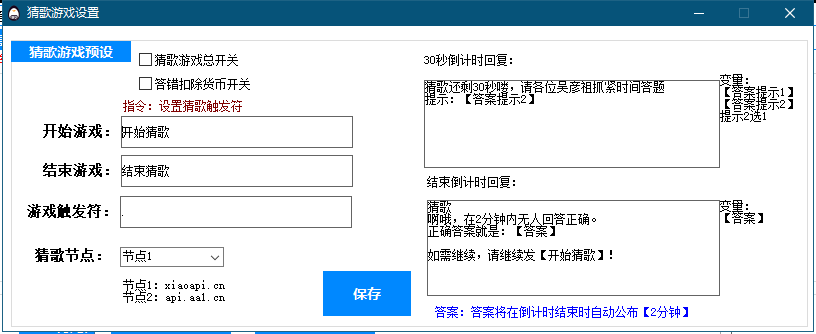 猜歌游戏设置
猜歌游戏预设
猜歌游戏总开关
答错扣除货币开关
指令：设置猜歌触发符
开始游戏：
开始猜歌
结束游戏：
结束猜歌
游戏触发符：
.
猜歌节点：
节点1
节点1：xiaoapi.cn
节点2：api.aa1.cn
保存
30秒倒计时回复：
猜歌还剩30秒喽，请各位吴彦祖抓紧时间答题
提示：【答案提示2】
变量：
【答案提示1】
【答案提示2】
提示2选1
结束倒计时回复：
猜歌
啊哦，在2分钟内无人回答正确。
正确答案就是：【答案】
如需继续，请继续发【开始猜歌】！
变量：
【答案】
答案：答案将在倒计时结束时自动公布【2分钟】